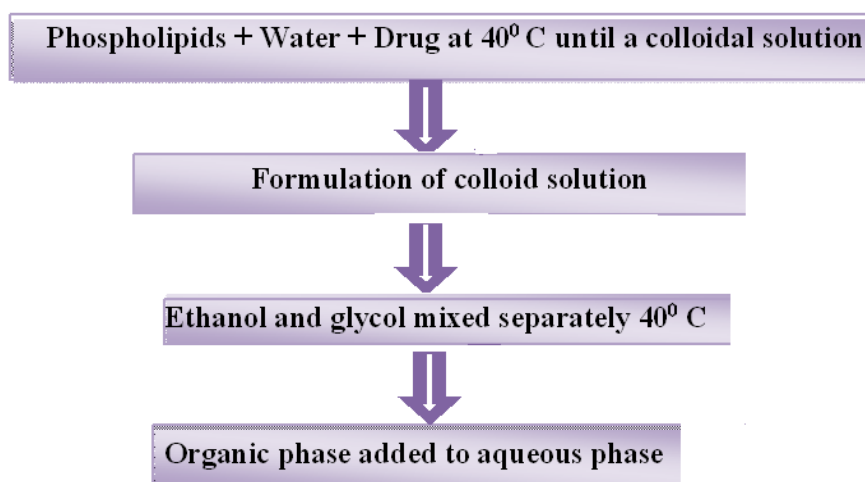 Phospholipids + Water + Drug at 40⁰ C until a colloidal solution
Formulation of colloid solution
Ethanol and glycol mixed separately 40⁰ C
Organic phase added to aqueous phase